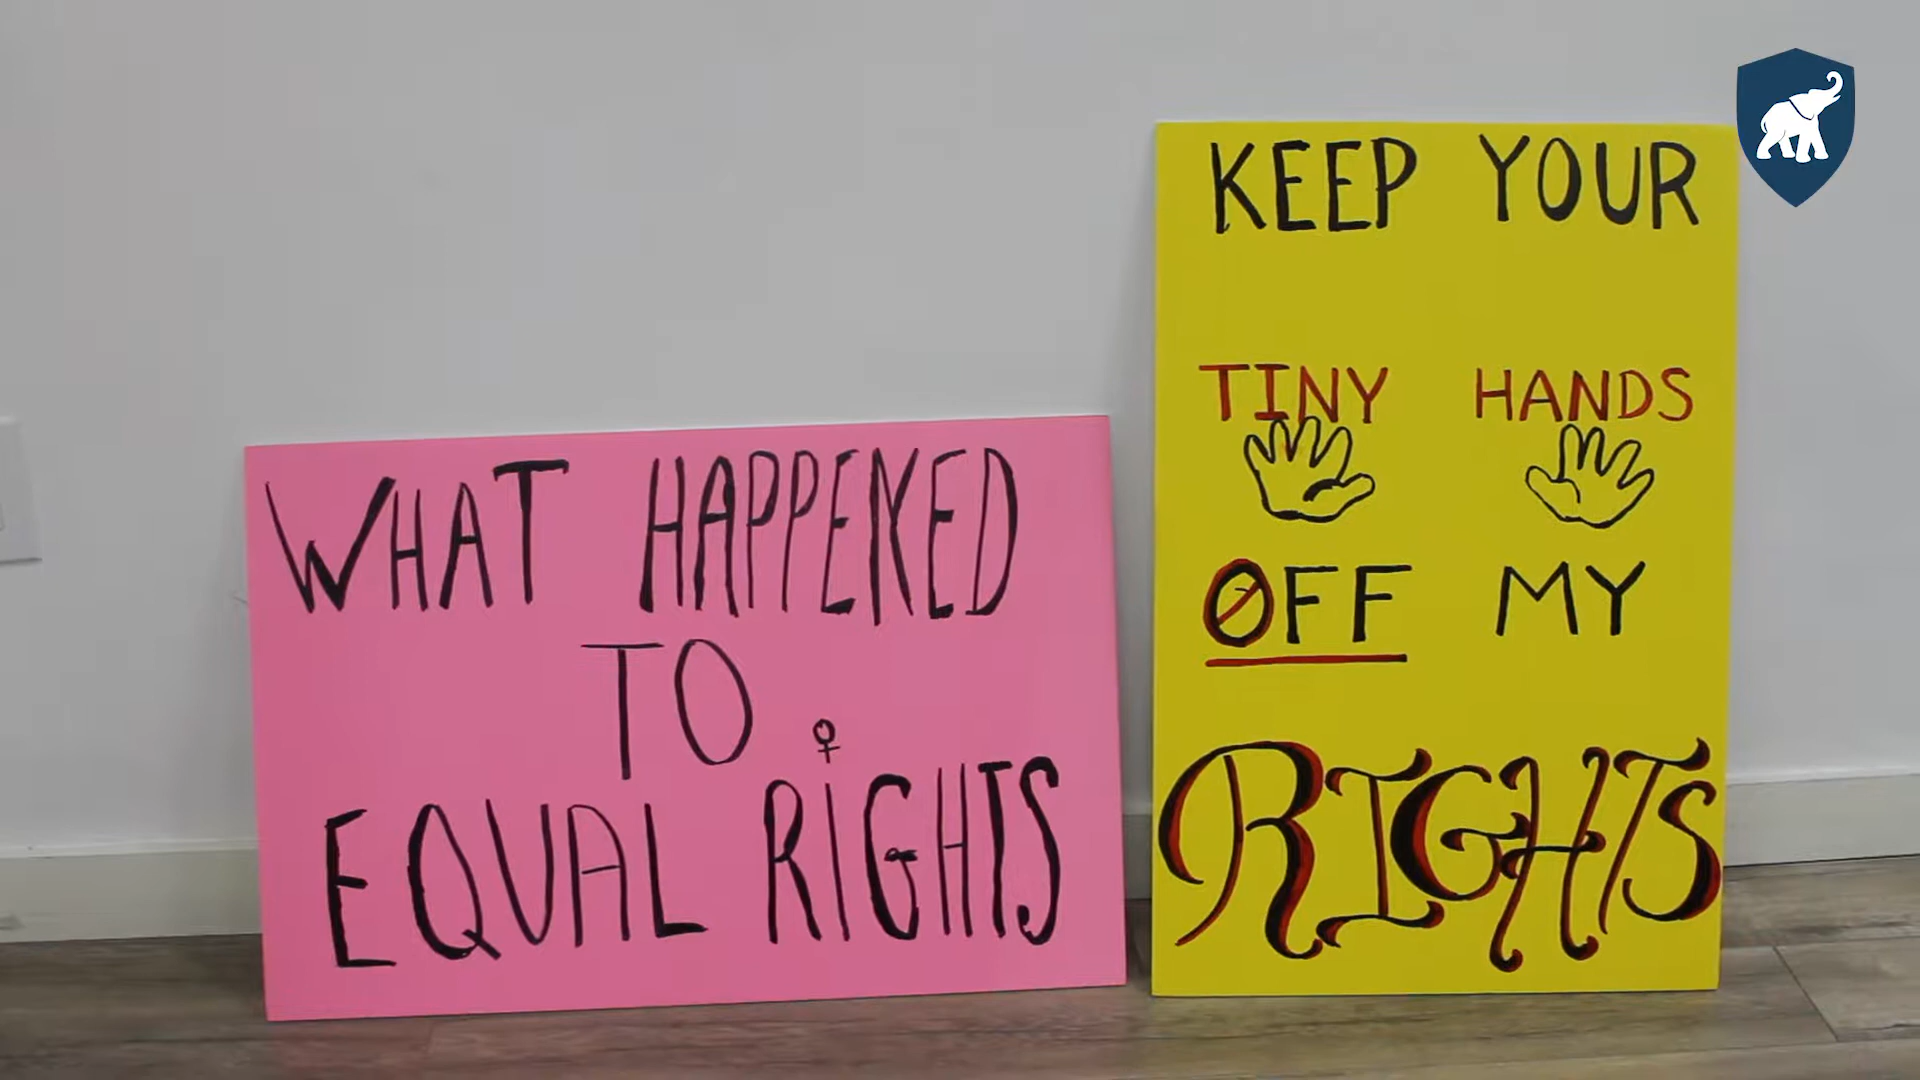 WHAT HAPPENED
TO
EQUAL RIGHTS
KEEP YOUR
TINY HANDS
OFF MY
RIGHTS